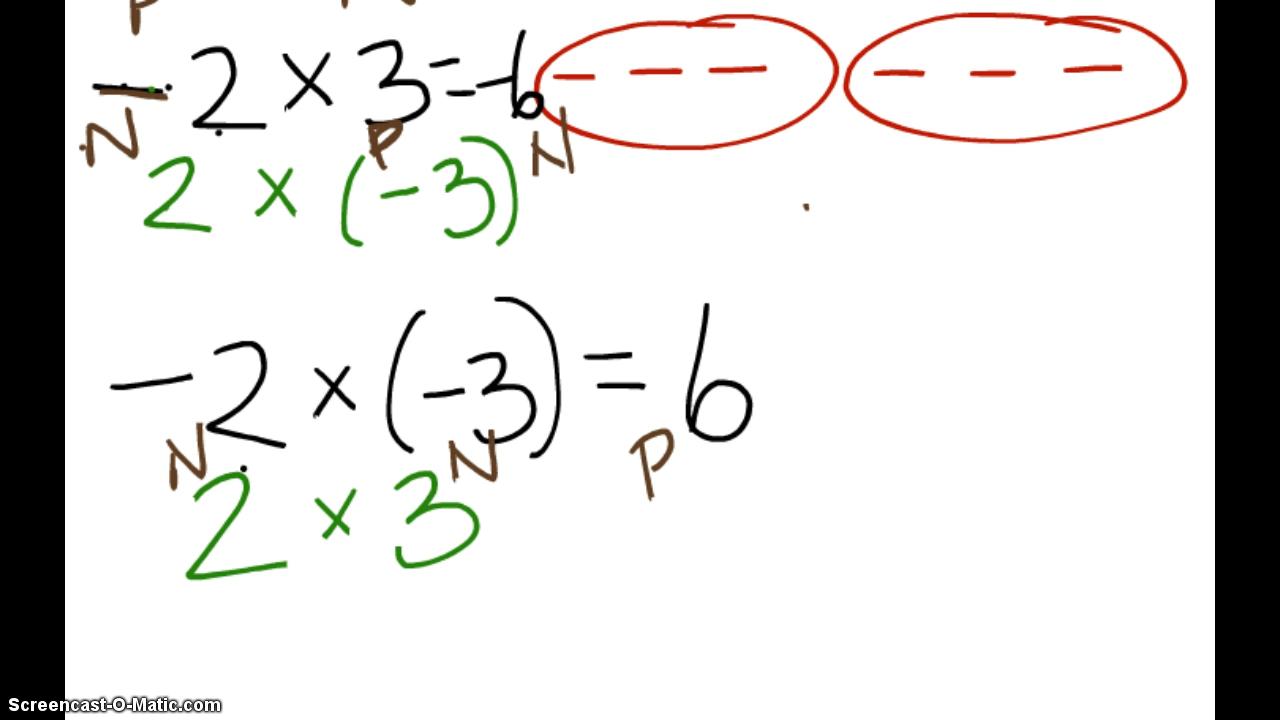 -2 × 3 = -6
N P N
2 × (-3)
-2 × (-3) = 6
N N P
2 × 3
Screencast-O-Matic.com